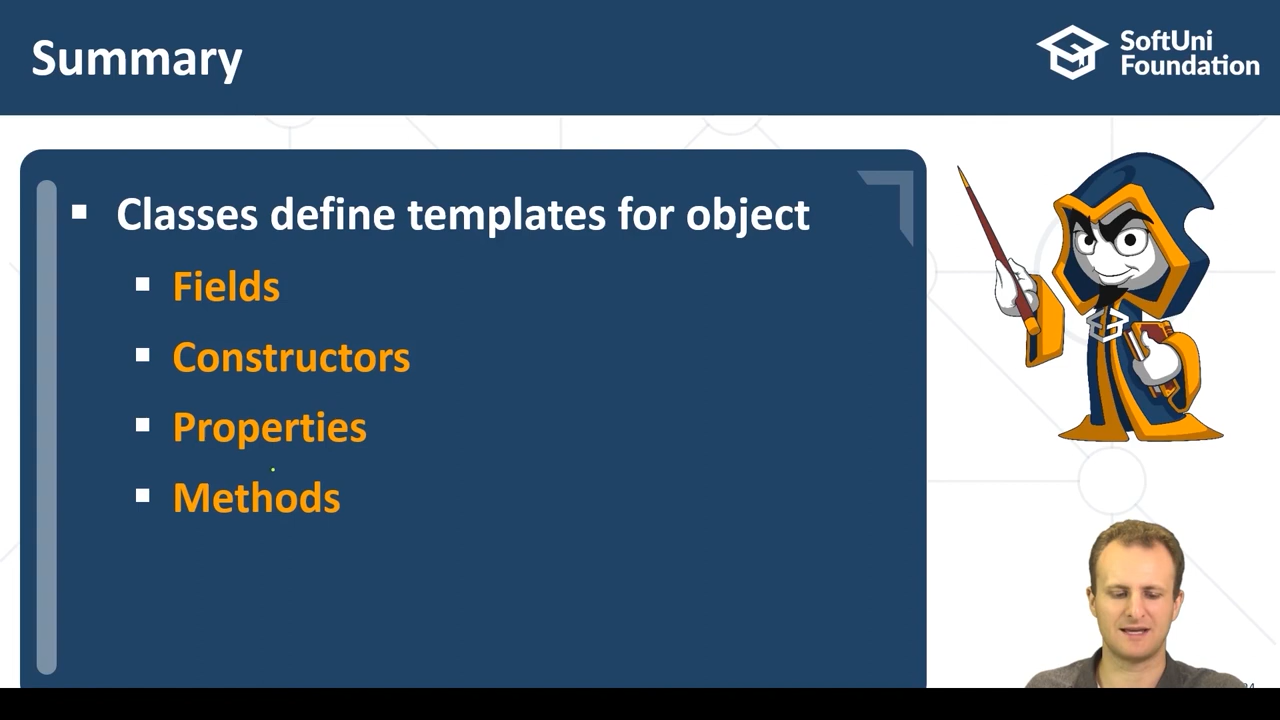 Summary
SoftUni
Foundation
Classes define templates for object
Fields
Constructors
Properties
Methods